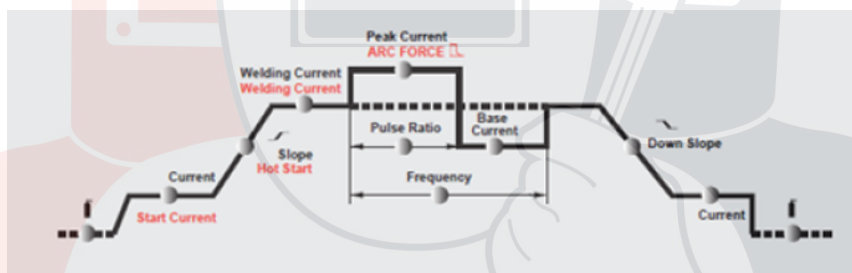 Peak Current
ARC FORCE
Welding Current
Welding Current
Pulse Ratio
Base
Current
Slope
Hot Start
Down Slope
Current
Start Current
Frequency
Current